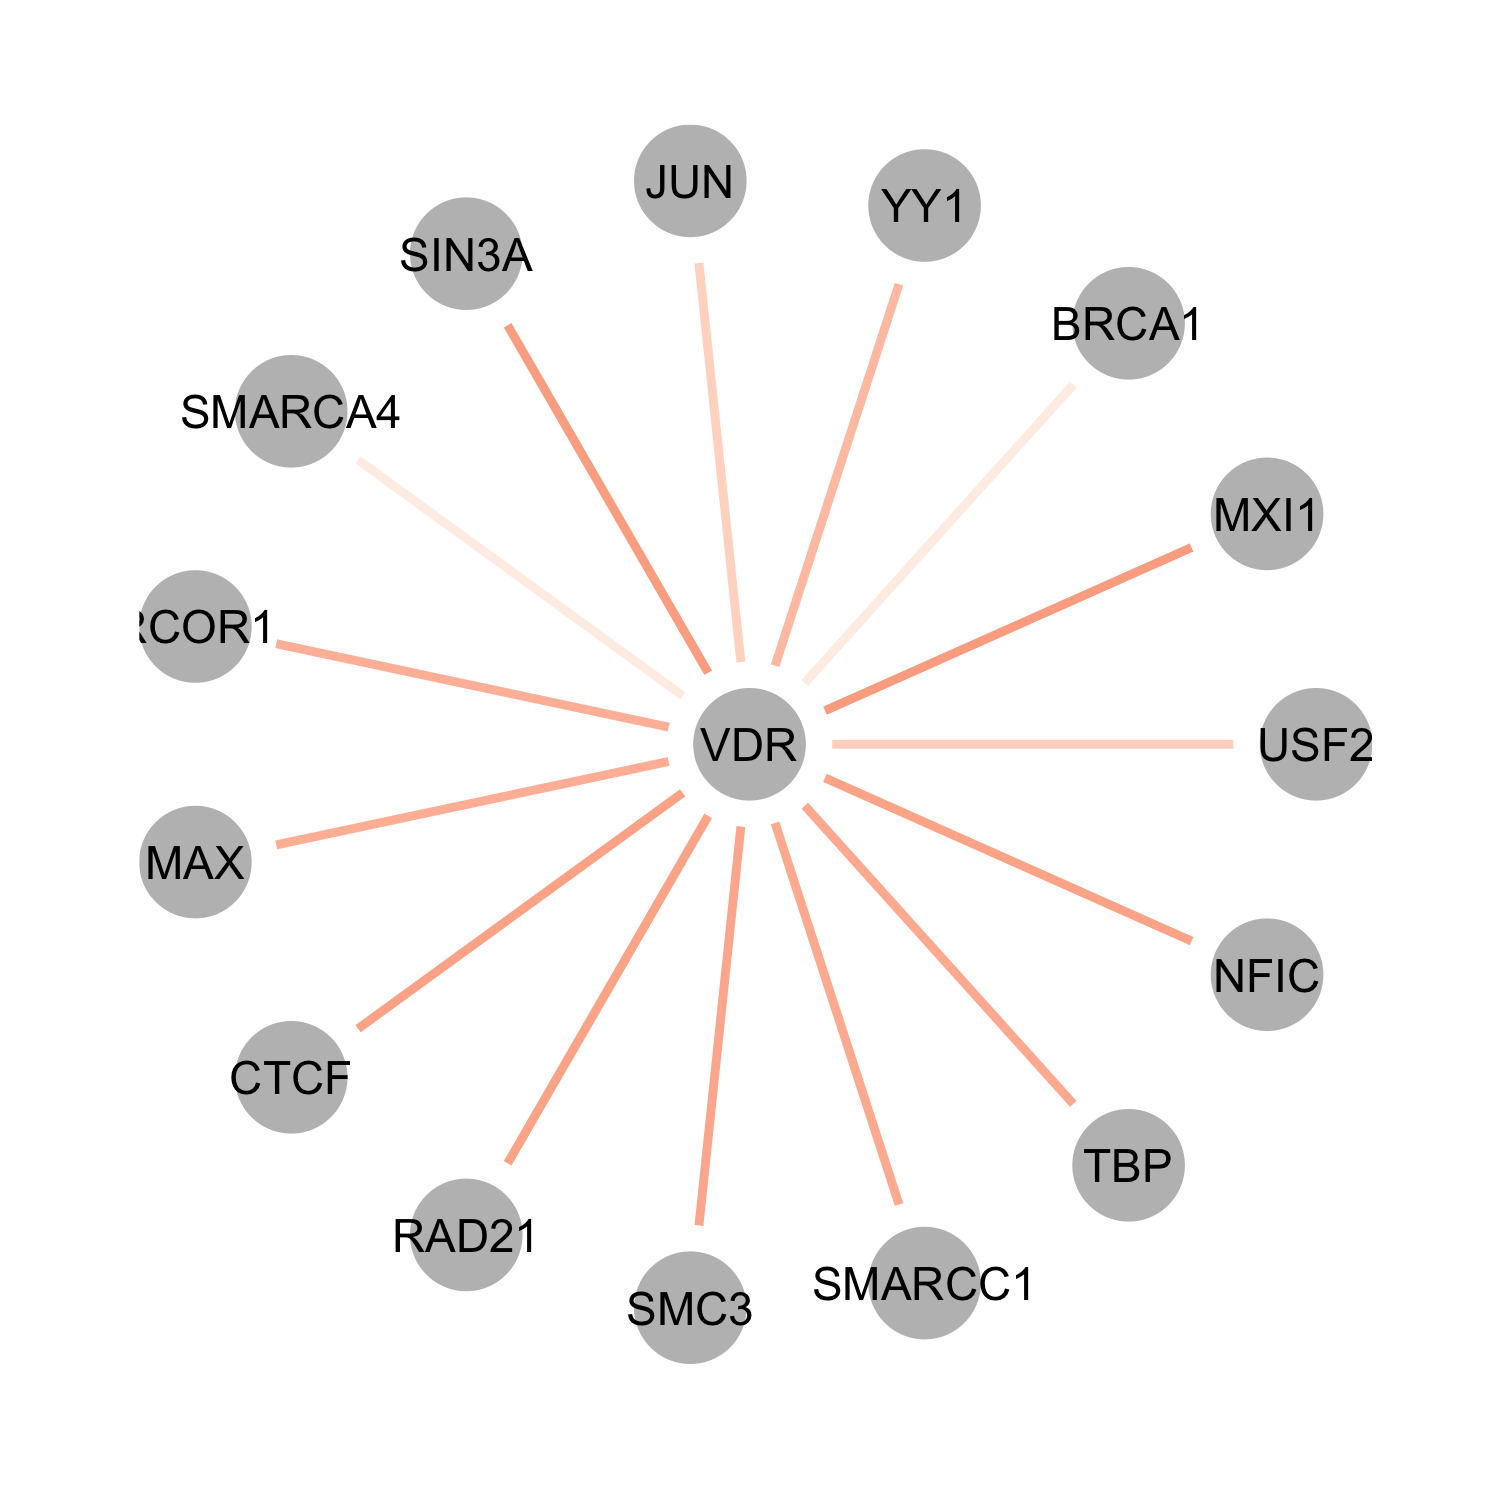 JUN
YY1
SIN3A
BRCA1
SMARCA4
MXI1
RCOR1
VDR
USF2
MAX
NFIC
CTCF
TBP
RAD21
SMARCC1
SMC3